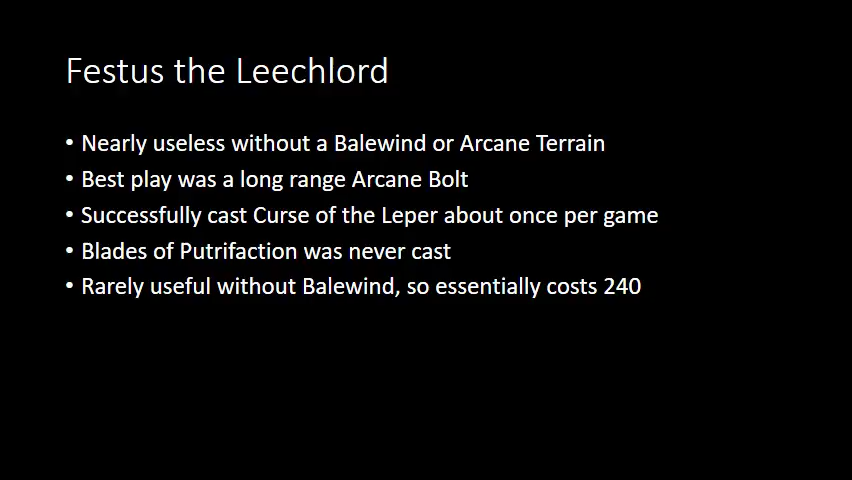 Festus the Leechlord
• Nearly useless without a Balewind or Arcane Terrain
• Best play was a long range Arcane Bolt
• Successfully cast Curse of the Leper about once per game
• Blades of Putrifaction was never cast
• Rarely useful without Balewind, so essentially costs 240